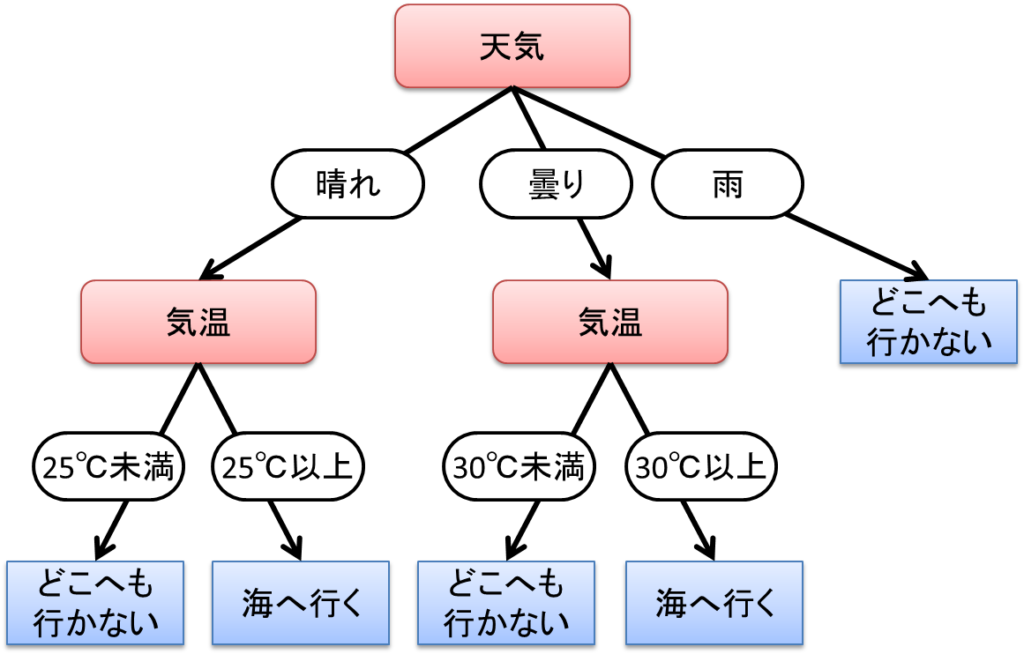 天気
晴れ
曇り
雨
気温
気温
どこへも
行かない
25℃未満
25℃以上
30℃未満
30℃以上
どこへも
行かない
海へ行く
どこへも
行かない
海へ行く